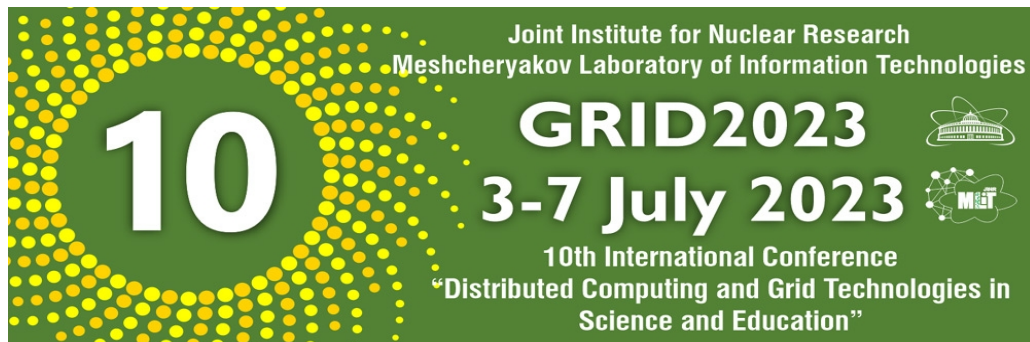 10
Joint Institute for Nuclear Research
Meshcheryakov Laboratory of Information Technologies
GRID2023
3-7 July 2023
MLIT
10th International Conference
“Distributed Computing and Grid Technologies in
Science and Education”